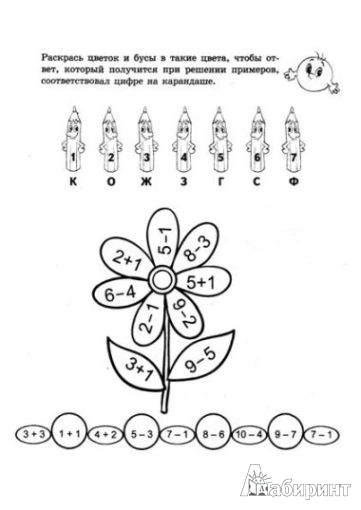 Раскрась цветок и бусы в такие цвета, чтобы от-
вет, который получится при решении примеров,
соответствовал цифре на карандаше.
1 2 3 4 5 6 7
К О Ж З Г С Ф
5–1
2+1 8–3
6–4 5+1
2–1 9–2
3+1 9–5
3+3 1+1 4+2 5–3 7–1 8–6 10–4 9–7 7–1
Лабиринт